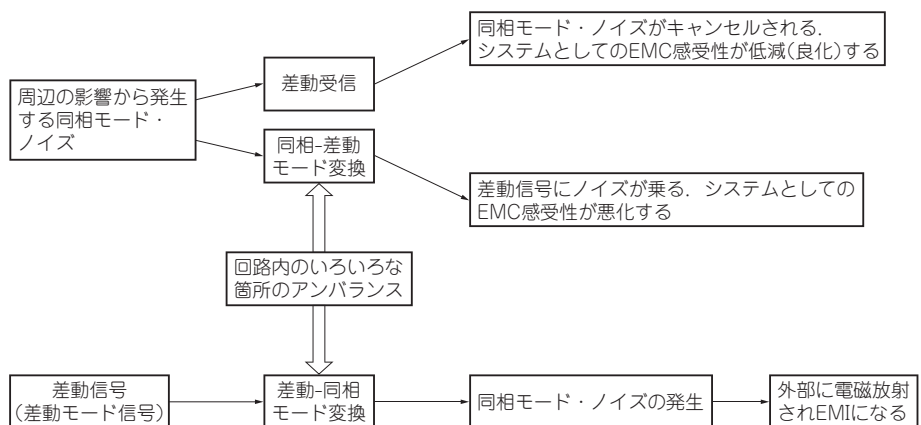 同相モード・ノイズがキャンセルされる．
システムとしてのEMC感受性が低減(良化)する
差動受信
周辺の影響から発生
する同相モード・
ノイズ
同相-差動
モード変換
差動信号にノイズが乗る．システムとしての
EMC感受性が悪化する
回路内のいろいろな
箇所のアンバランス
差動信号
(差動モード信号)
差動-同相
モード変換
同相モード・ノイズの発生
外部に電磁放射
されEMIになる